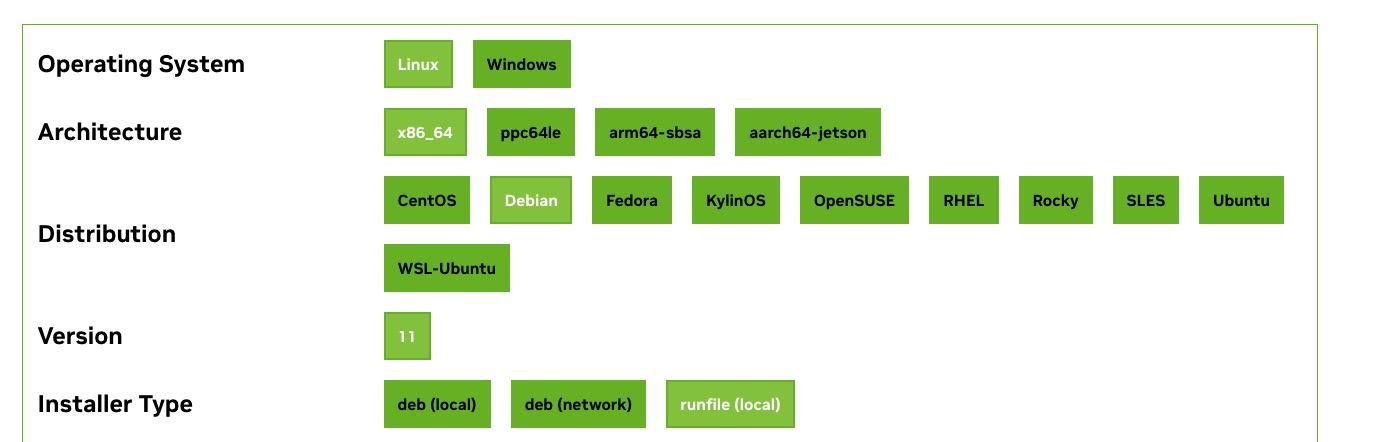 Operating System Linux Windows
Architecture x86_64 ppc64le arm64-sbsa aarch64-jetson
Distribution CentOS Debian Fedora KylinOS OpenSUSE RHEL Rocky SLES Ubuntu
WSL-Ubuntu
Version 11
Installer Type deb (local) deb (network) runfile (local)